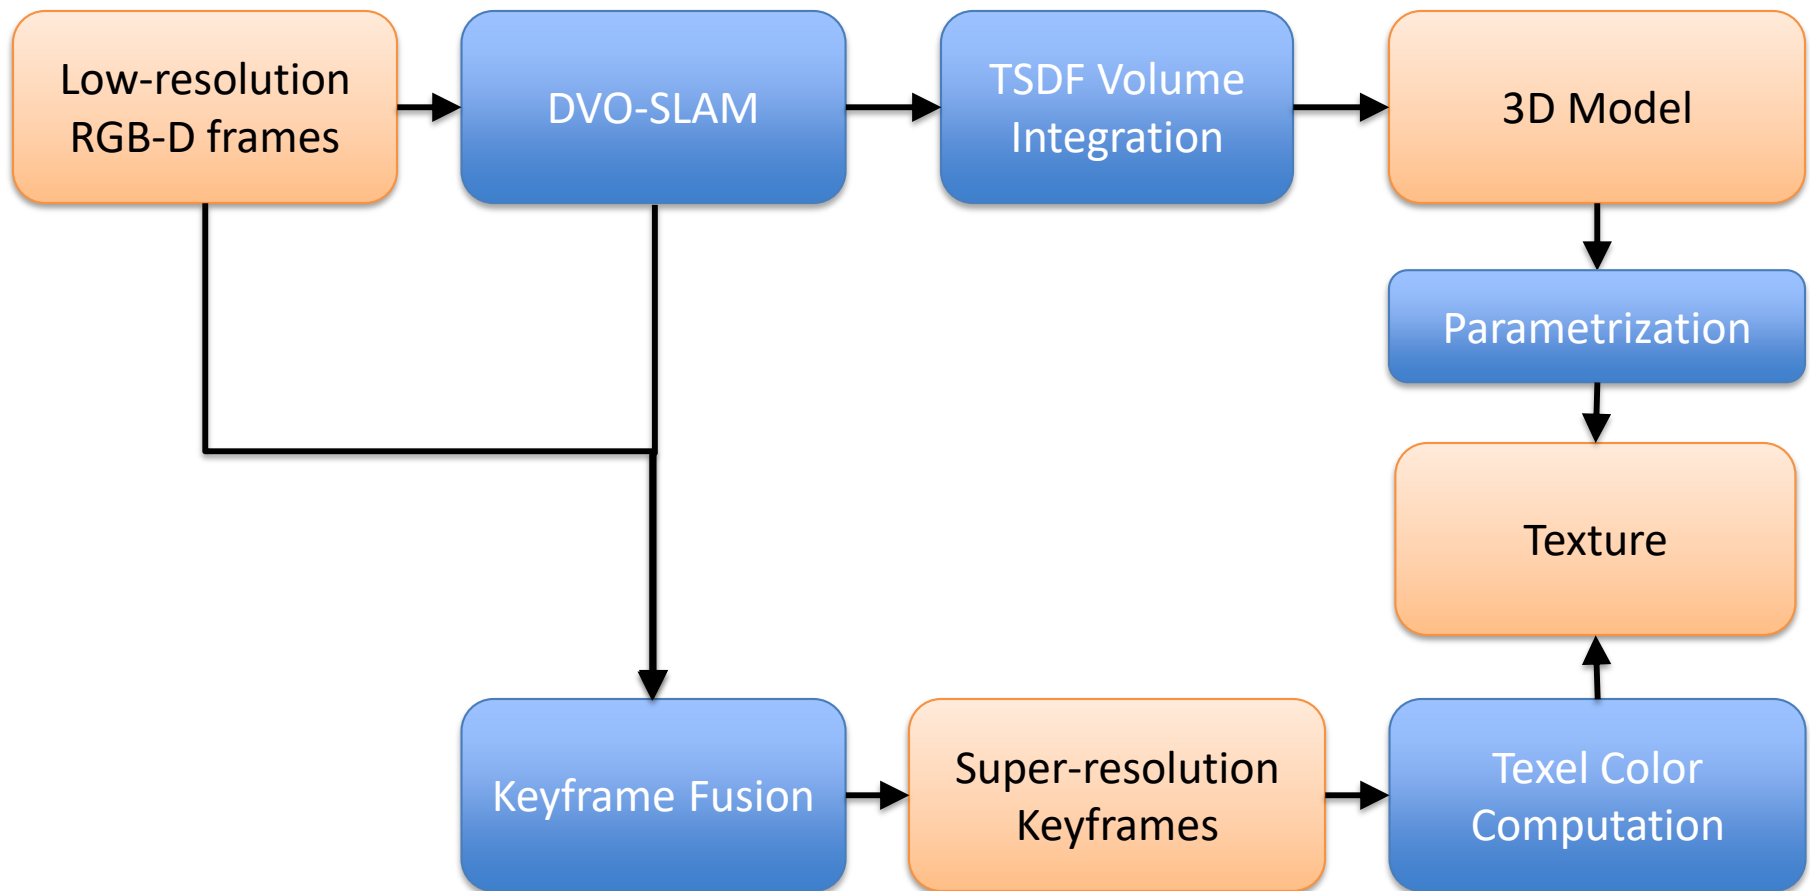 Low-resolution
RGB-D frames
DVO-SLAM
TSDF Volume
Integration
3D Model
Parametrization
Texture
Keyframe Fusion
Super-resolution
Keyframes
Texel Color
Computation